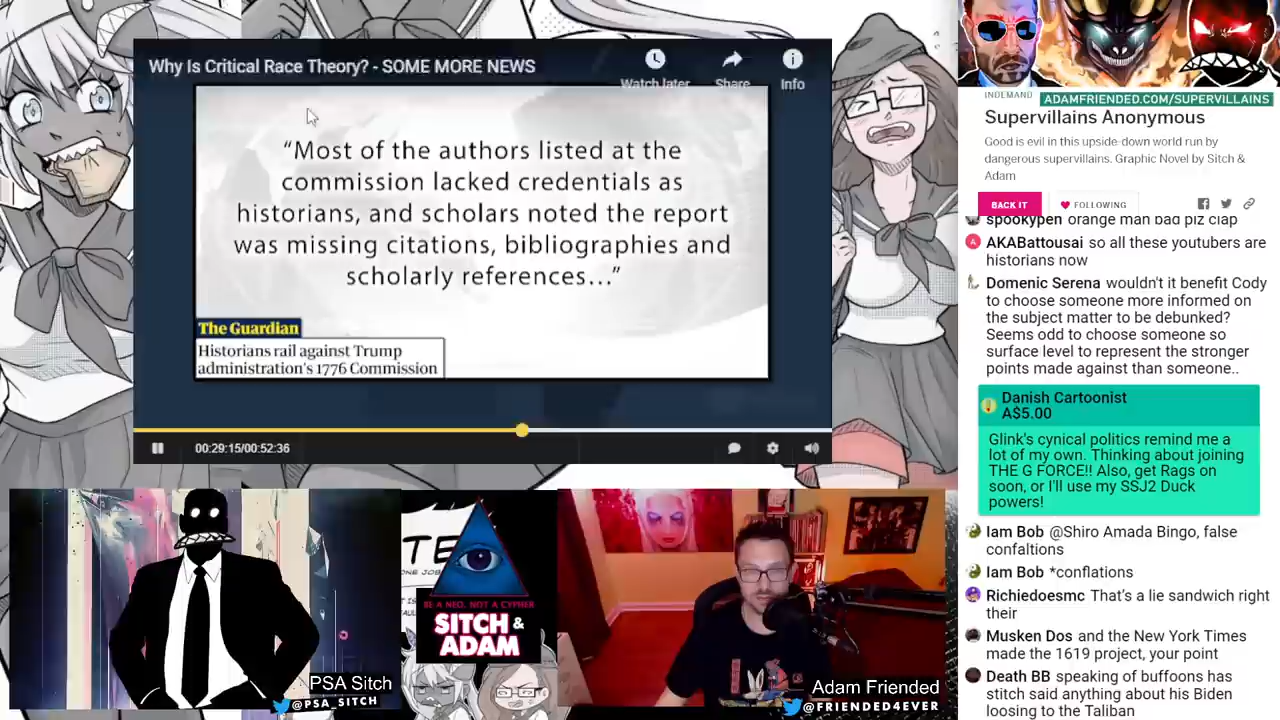 Why Is Critical Race Theory? - SOME MORE NEWS
Watch later
Share
Info
“Most of the authors listed at the
commission lacked credentials as
historians, and scholars noted the report
was missing citations, bibliographies and
scholarly references…”
The Guardian
Historians rail against Trump
administration's 1776 Commission
00:29:15/00:52:36
BE A NEO, NOT A CYPHER
SITCH &
ADAM
PSA Sitch
@PSA_SITCH
Adam Friended
@FRIENDED4EVER
INDEMAND
ADAMFRIENDED.COM/SUPERVILLAINS
Supervillains Anonymous
Good is evil in this upside-down world run by
dangerous supervillains. Graphic Novel by Sitch &
Adam
BACK IT
FOLLOWING
spookypen orange man bad plz clap
AKABattousai so all these youtubers are
historians now
Domenic Serena wouldn't it benefit Cody
to choose someone more informed on
the subject matter to be debunked?
Seems odd to choose someone so
surface level to represent the stronger
points made against than someone..
Danish Cartoonist
A$5.00
Glink's cynical politics remind me a
lot of my own. Thinking about joining
THE G FORCE!! Also, get Rags on
soon, or I'll use my SSJ2 Duck
powers!
Iam Bob @Shiro Amada Bingo, false
confaltions
Iam Bob *conflations
Richiedoesmc That's a lie sandwich right
their
Musken Dos and the New York Times
made the 1619 project, your point
Death BB speaking of buffoons has
stitch said anything about his Biden
loosing to the Taliban